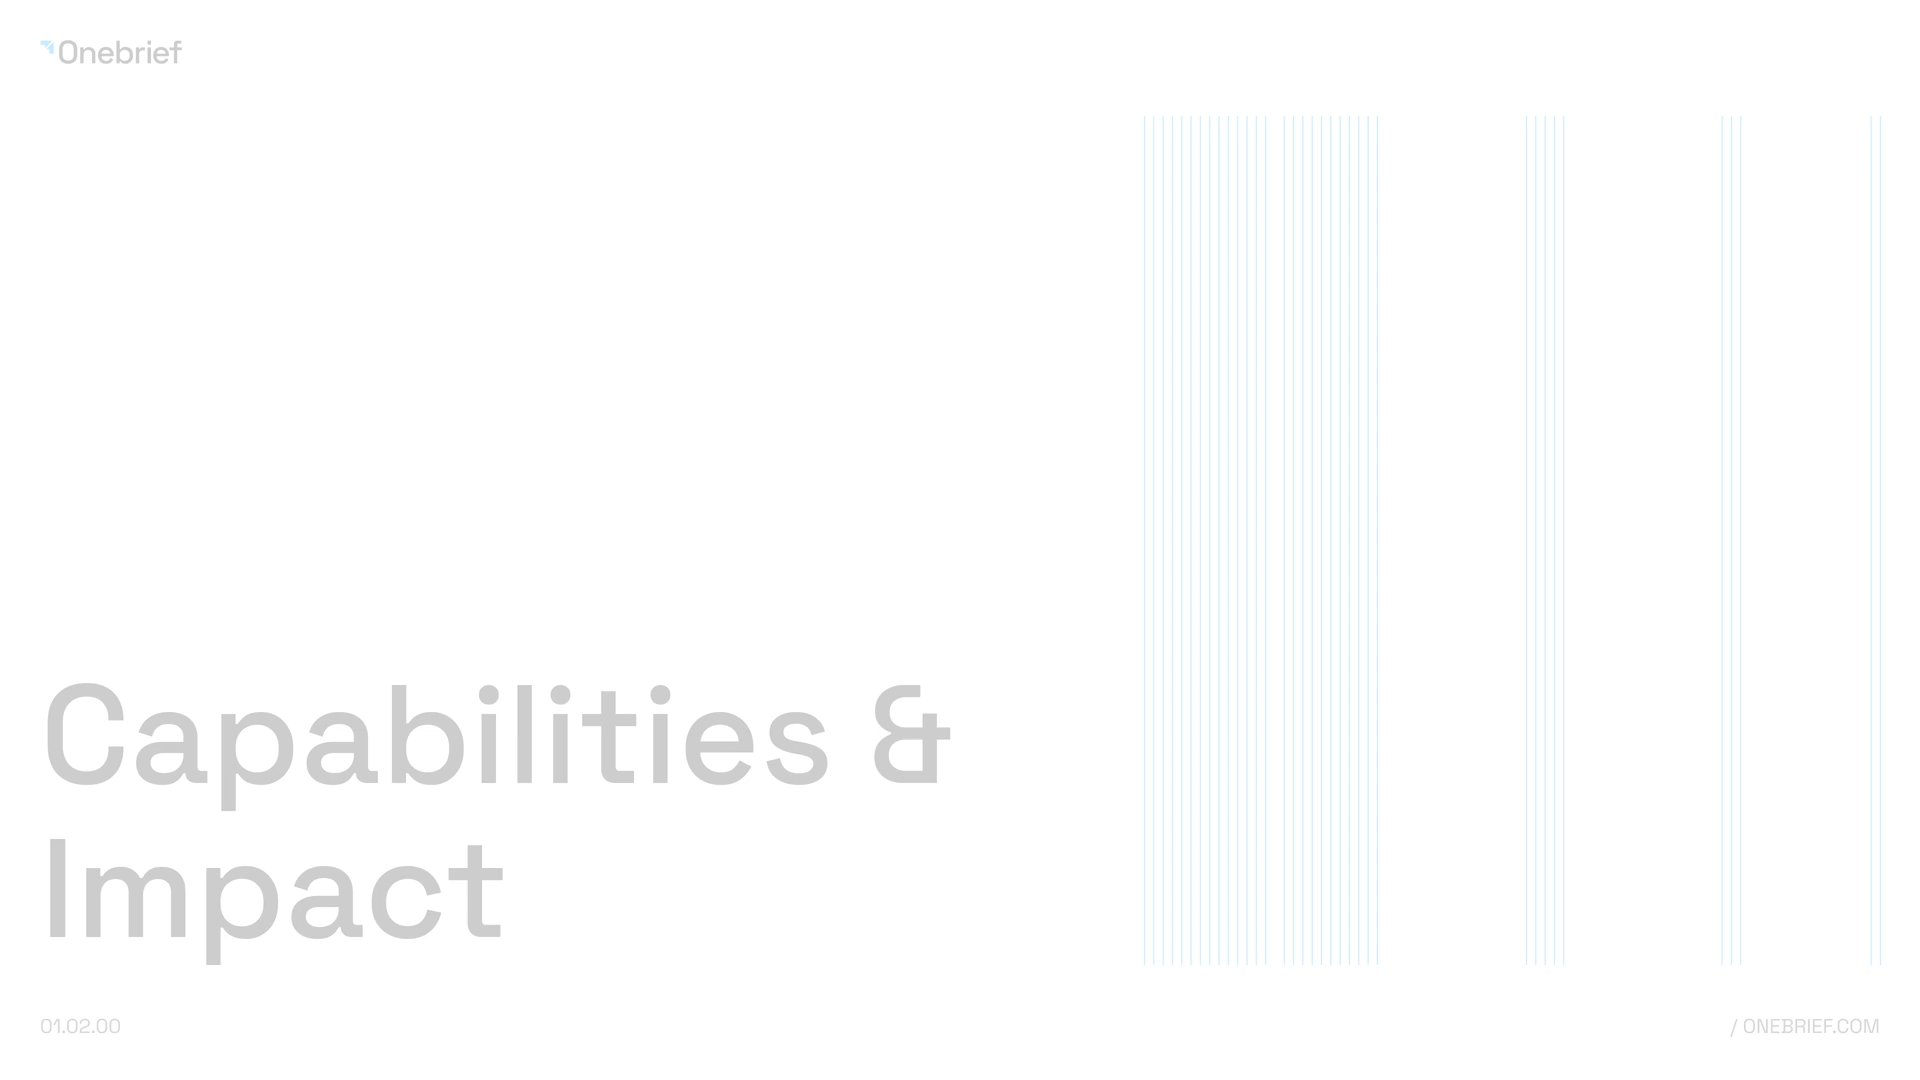 Onebrief
Capabilities &
Impact
01.02.00
/ ONEBRIEF.COM